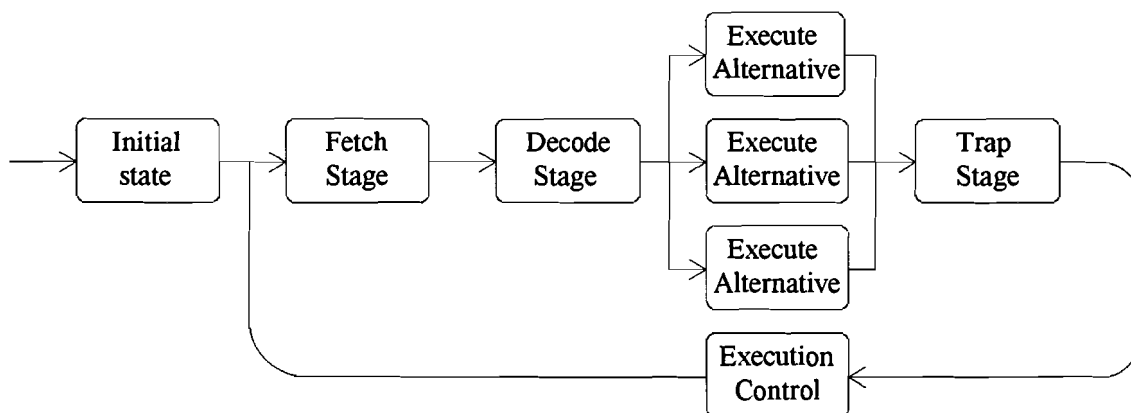 Initial
state
Fetch
Stage
Decode
Stage
Execute
Alternative
Execute
Alternative
Execute
Alternative
Trap
Stage
Execution
Control